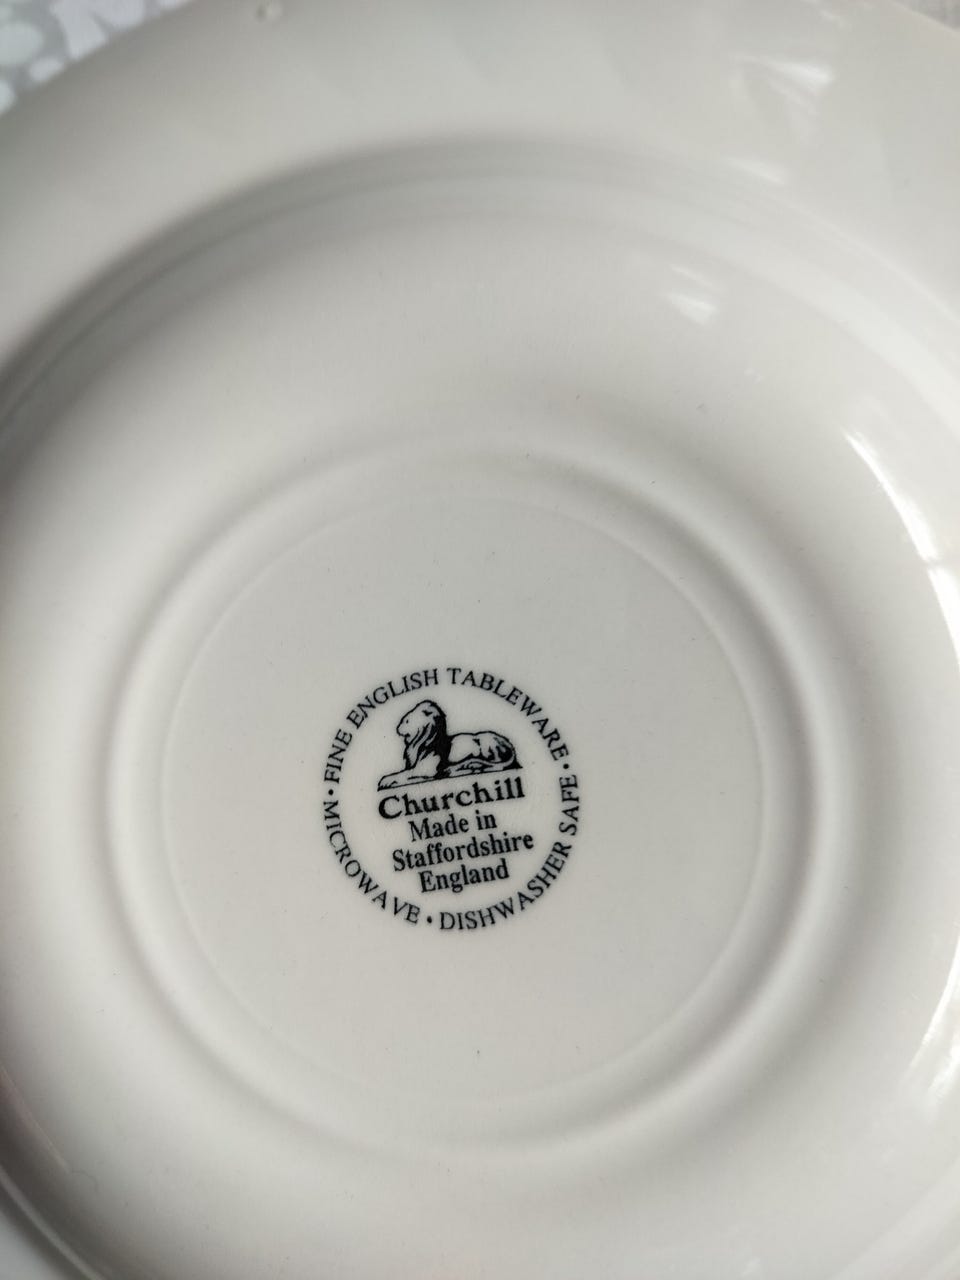 FINE ENGLISH TABLEWARE
Churchill
Made in
Staffordshire
England
MICROWAVE • DISHWASHER SAFE